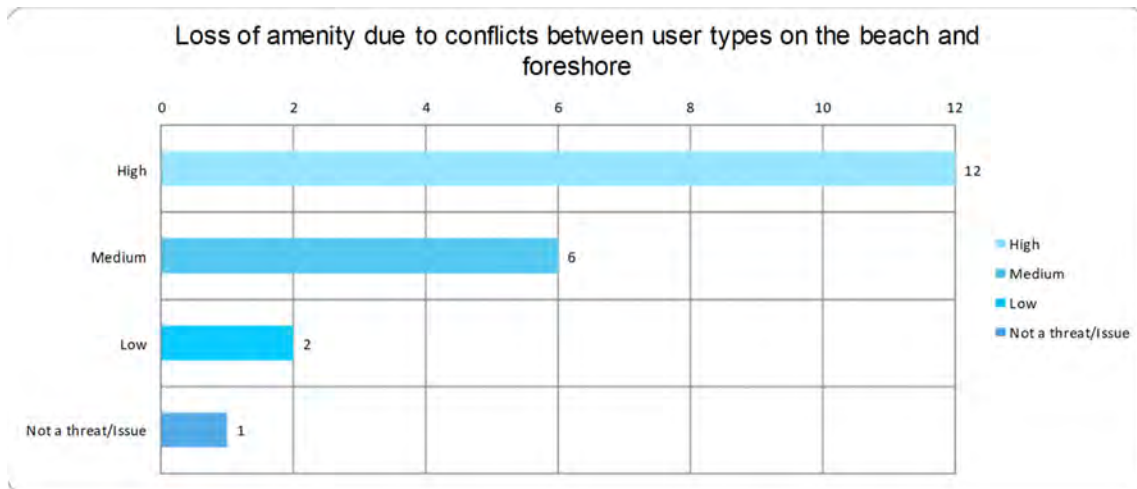 Loss of amenity due to conflicts between user types on the beach and
foreshore
0 2 4 6 8 10 12
High 12
Medium 6
Low 2
Not a threat/Issue 1
High
Medium
Low
Not a threat/Issue